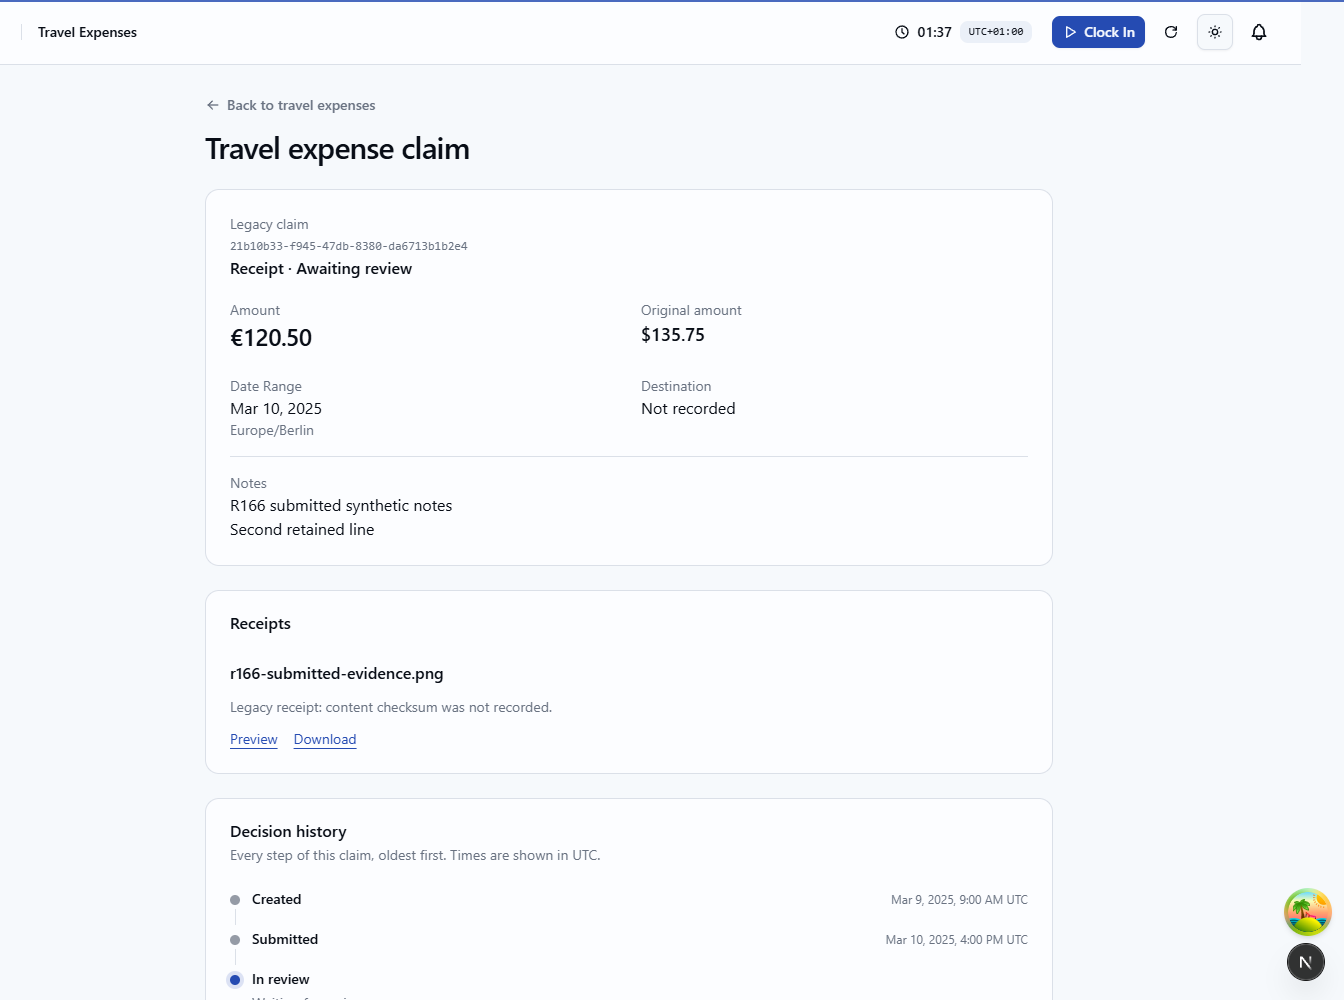 Travel Expenses
01:37
UTC+01:00
Clock In
Back to travel expenses
Travel expense claim
Legacy claim
21b10b33-f945-47db-8380-da6713b1b2e4
Receipt · Awaiting review
Amount
Original amount
€120.50
$135.75
Date Range
Destination
Mar 10, 2025
Not recorded
Europe/Berlin
Notes
R166 submitted synthetic notes
Second retained line
Receipts
r166-submitted-evidence.png
Legacy receipt: content checksum was not recorded.
Preview Download
Decision history
Every step of this claim, oldest first. Times are shown in UTC.
Created
Mar 9, 2025, 9:00 AM UTC
Submitted
Mar 10, 2025, 4:00 PM UTC
In review
N